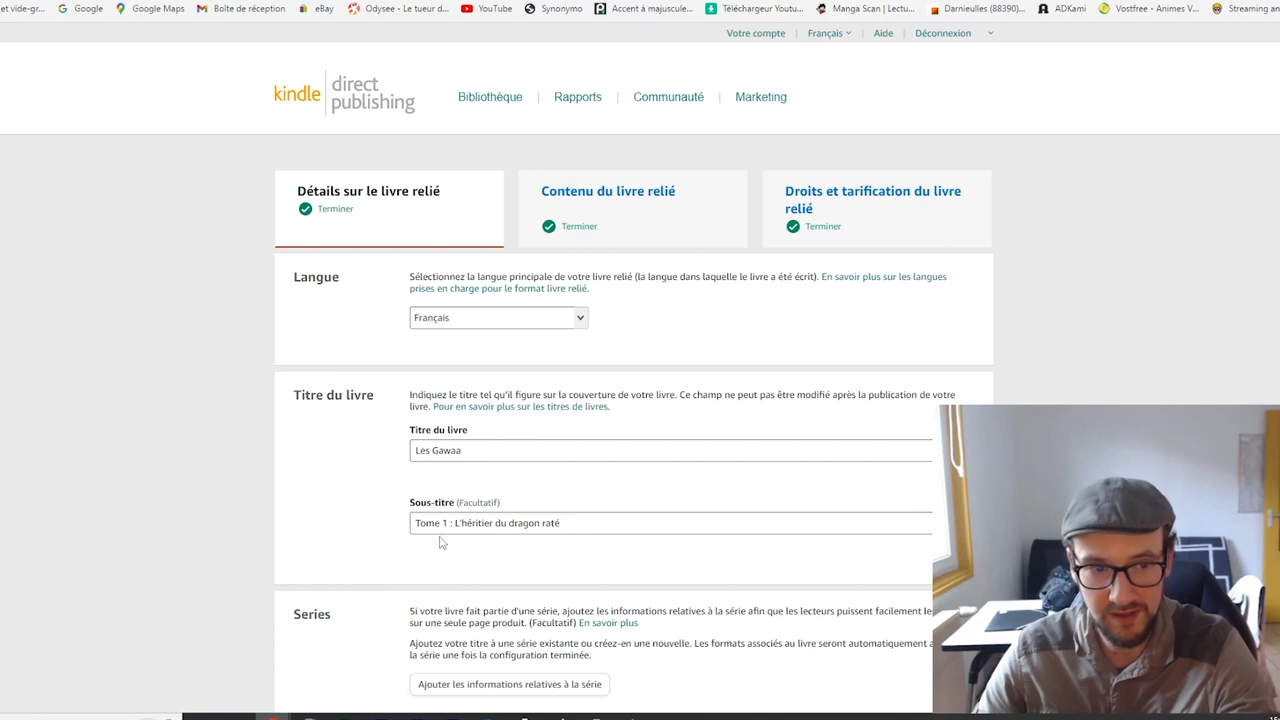 et vide-gr... Google Google Maps Boîte de réception eBay Odysee - Le tueur d... YouTube Synonymo Accent à majuscule... Téléchargeur Youtu... Manga Scan | Lectu... Darnieulles (88390)... ADKami Vostfree - Animes V... Streaming an
Votre compte Français Aide Déconnexion
kindle direct publishing
Bibliothèque Rapports Communauté Marketing
Détails sur le livre relié
Terminer
Contenu du livre relié
Terminer
Droits et tarification du livre
relié
Terminer
Langue
Sélectionnez la langue principale de votre livre relié (la langue dans laquelle le livre a été écrit). En savoir plus sur les langues
prises en charge pour le format livre relié.
Français
Titre du livre
Indiquez le titre tel qu'il figure sur la couverture de votre livre. Ce champ ne peut pas être modifié après la publication de votre
livre. Pour en savoir plus sur les titres de livres.
Titre du livre
Les Gawaa
Sous-titre (Facultatif)
Tome 1 : L'héritier du dragon raté
Series
Si votre livre fait partie d'une série, ajoutez les informations relatives à la série afin que les lecteurs puissent facilement le
sur une seule page produit. (Facultatif) En savoir plus
Ajoutez votre titre à une série existante ou créez-en une nouvelle. Les formats associés au livre seront automatiquement a
la série une fois la configuration terminée.
Ajouter les informations relatives à la série